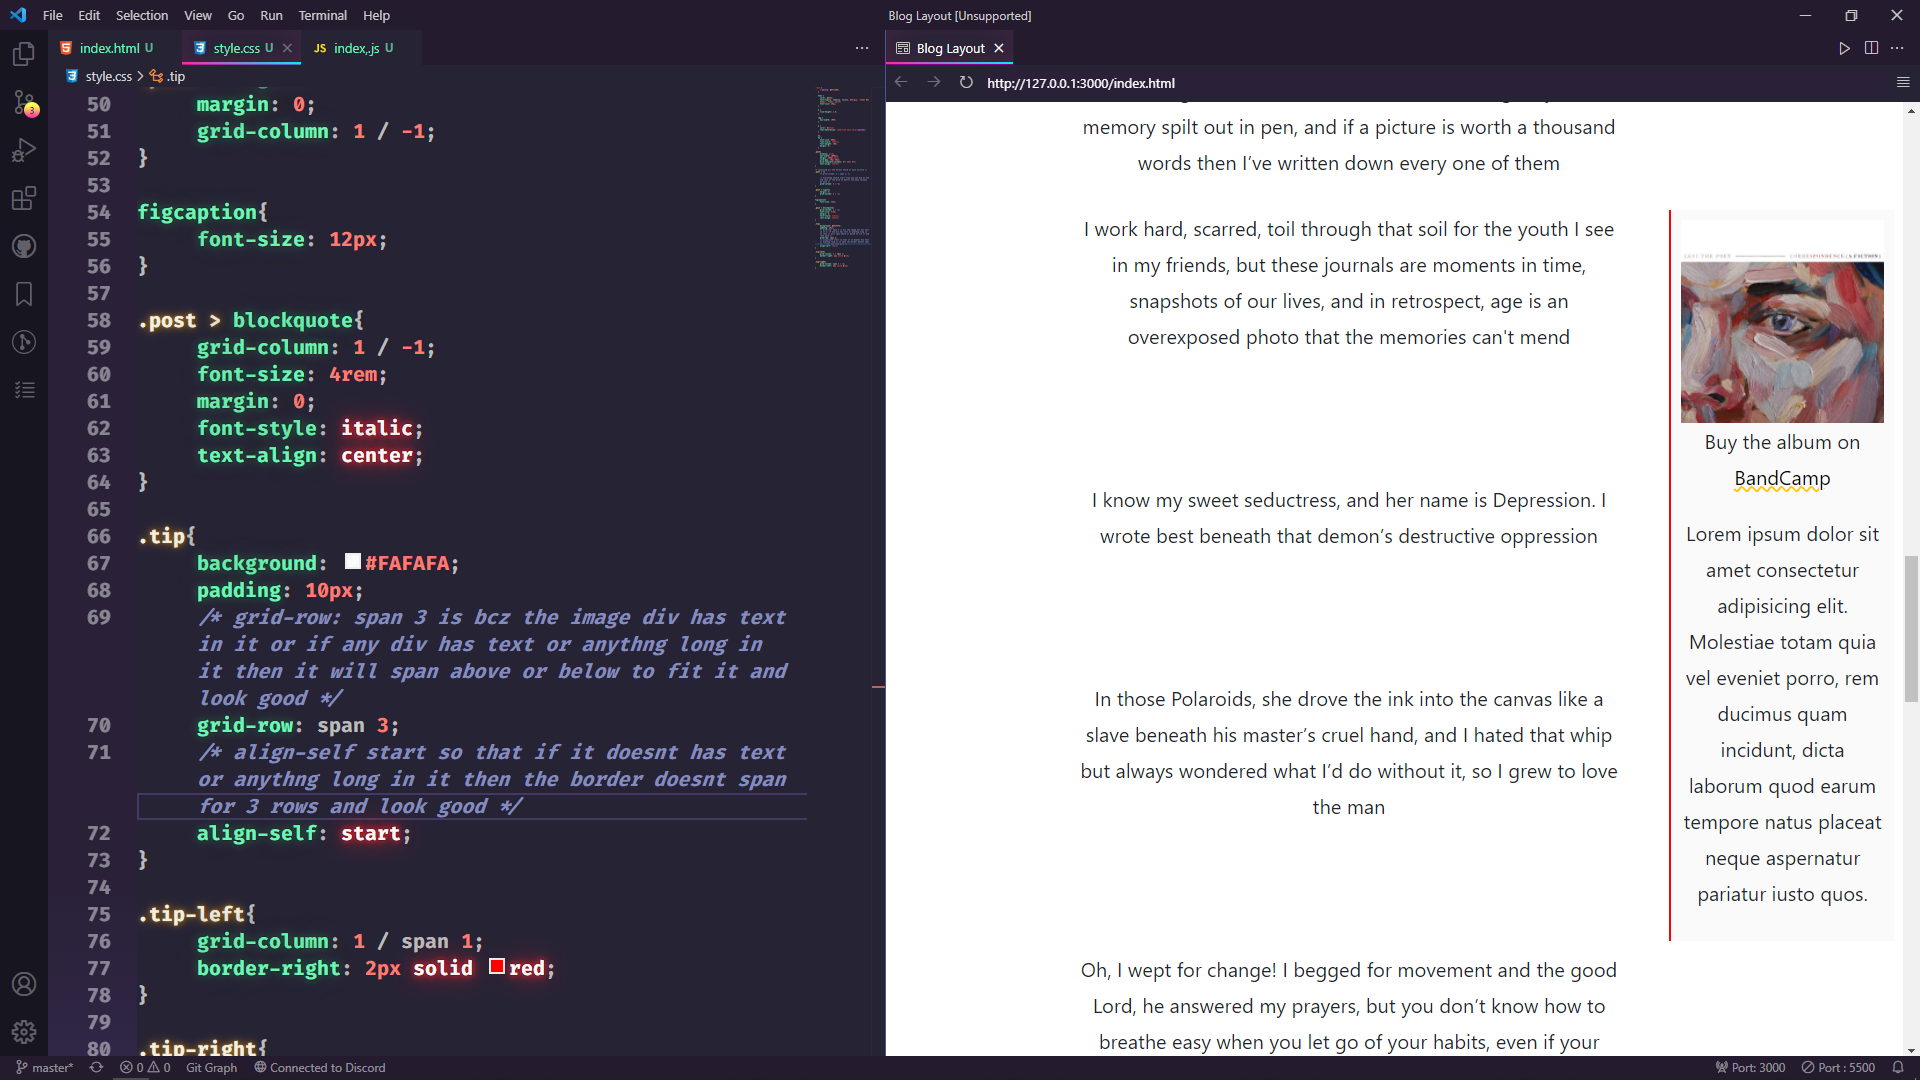 File Edit Selection View Go Run Terminal Help
Blog Layout [Unsupported]
index.html U
style.css U
JS index,.js U
Blog Layout
style.css > .tip
http://127.0.0.1:3000/index.html
50 margin: 0;
51 grid-column: 1 / -1;
52 }
53
54 figcaption{
55 font-size: 12px;
56 }
57
58 .post > blockquote{
59 grid-column: 1 / -1;
60 font-size: 4rem;
61 margin: 0;
62 font-style: italic;
63 text-align: center;
64 }
65
66 .tip{
67 background: #FAFAFA;
68 padding: 10px;
69 /* grid-row: span 3 is bcz the image div has text
in it or if any div has text or anythng long in
it then it will span above or below to fit it and
look good */
70 grid-row: span 3;
71 /* align-self start so that if it doesnt has text
or anythng long in it then the border doesnt span
for 3 rows and look good */
72 align-self: start;
73 }
74
75 .tip-left{
76 grid-column: 1 / span 1;
77 border-right: 2px solid red;
78 }
79
80 .tip-right{
memory spilt out in pen, and if a picture is worth a thousand
words then I’ve written down every one of them
I work hard, scarred, toil through that soil for the youth I see
in my friends, but these journals are moments in time,
snapshots of our lives, and in retrospect, age is an
overexposed photo that the memories can't mend
I know my sweet seductress, and her name is Depression. I
wrote best beneath that demon’s destructive oppression
In those Polaroids, she drove the ink into the canvas like a
slave beneath his master’s cruel hand, and I hated that whip
but always wondered what I’d do without it, so I grew to love
the man
Oh, I wept for change! I begged for movement and the good
Lord, he answered my prayers, but you don’t know how to
breathe easy when you let go of your habits, even if your
LEVI THE POET CORRESPONDENCE (A FICTION)
Buy the album on
BandCamp
Lorem ipsum dolor sit
amet consectetur
adipisicing elit.
Molestiae totam quia
vel eveniet porro, rem
ducimus quam
incidunt, dicta
laborum quod earum
tempore natus placeat
neque aspernatur
pariatur iusto quos.
3
master* 0 0 Git Graph Connected to Discord
Port: 3000 Port : 5500